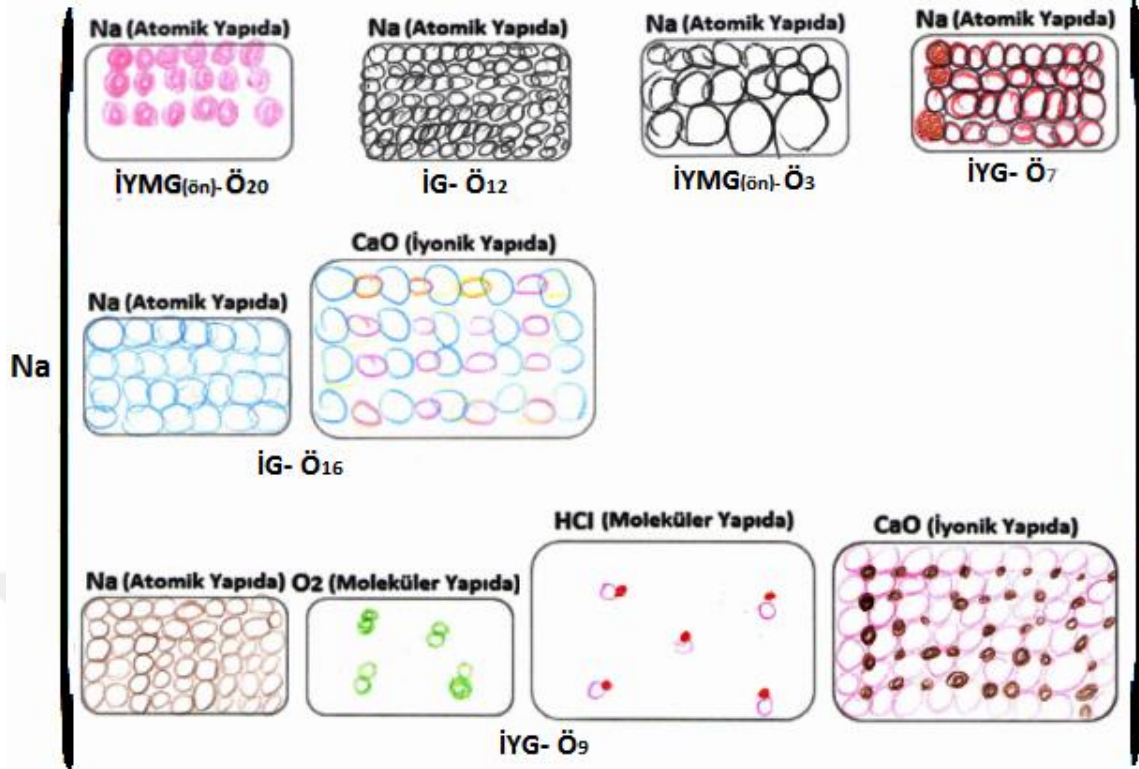 Na (Atomik Yapıda)
Na (Atomik Yapıda)
Na (Atomik Yapıda)
Na (Atomik Yapıda)
İYMG(ön)- Ö20
İG- Ö12
İYMG(ön)- Ö3
İYG- Ö7
CaO (İyonik Yapıda)
Na (Atomik Yapıda)
Na
İG- Ö16
HCl (Moleküler Yapıda)
CaO (İyonik Yapıda)
Na (Atomik Yapıda)
O2 (Moleküler Yapıda)
İYG- Ö9